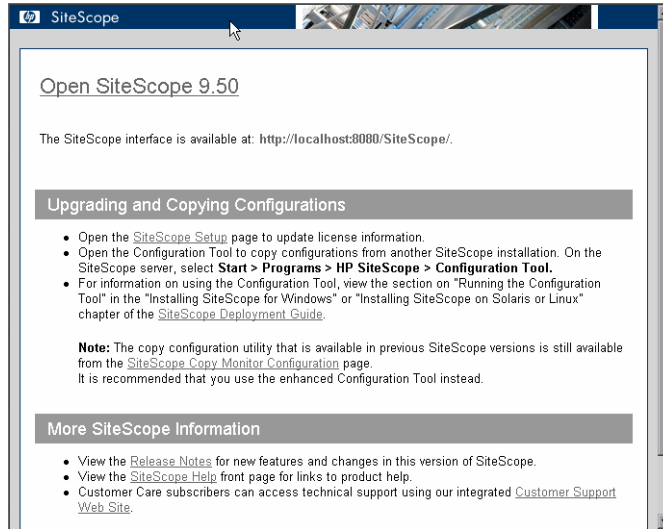 hp SiteScope
Open SiteScope 9.50
The SiteScope interface is available at: http://localhost:8080/SiteScope/.
Upgrading and Copying Configurations
• Open the SiteScope Setup page to update license information.
• Open the Configuration Tool to copy configurations from another SiteScope installation. On the
SiteScope server, select Start > Programs > HP SiteScope > Configuration Tool.
• For information on using the Configuration Tool, view the section on "Running the Configuration
Tool" in the "Installing SiteScope for Windows" or "Installing SiteScope on Solaris or Linux"
chapter of the SiteScope Deployment Guide.
Note: The copy configuration utility that is available in previous SiteScope versions is still available
from the SiteScope Copy Monitor Configuration page.
It is recommended that you use the enhanced Configuration Tool instead.
More SiteScope Information
• View the Release Notes for new features and changes in this version of SiteScope.
• View the SiteScope Help front page for links to product help.
• Customer Care subscribers can access technical support using our integrated Customer Support
Web Site.